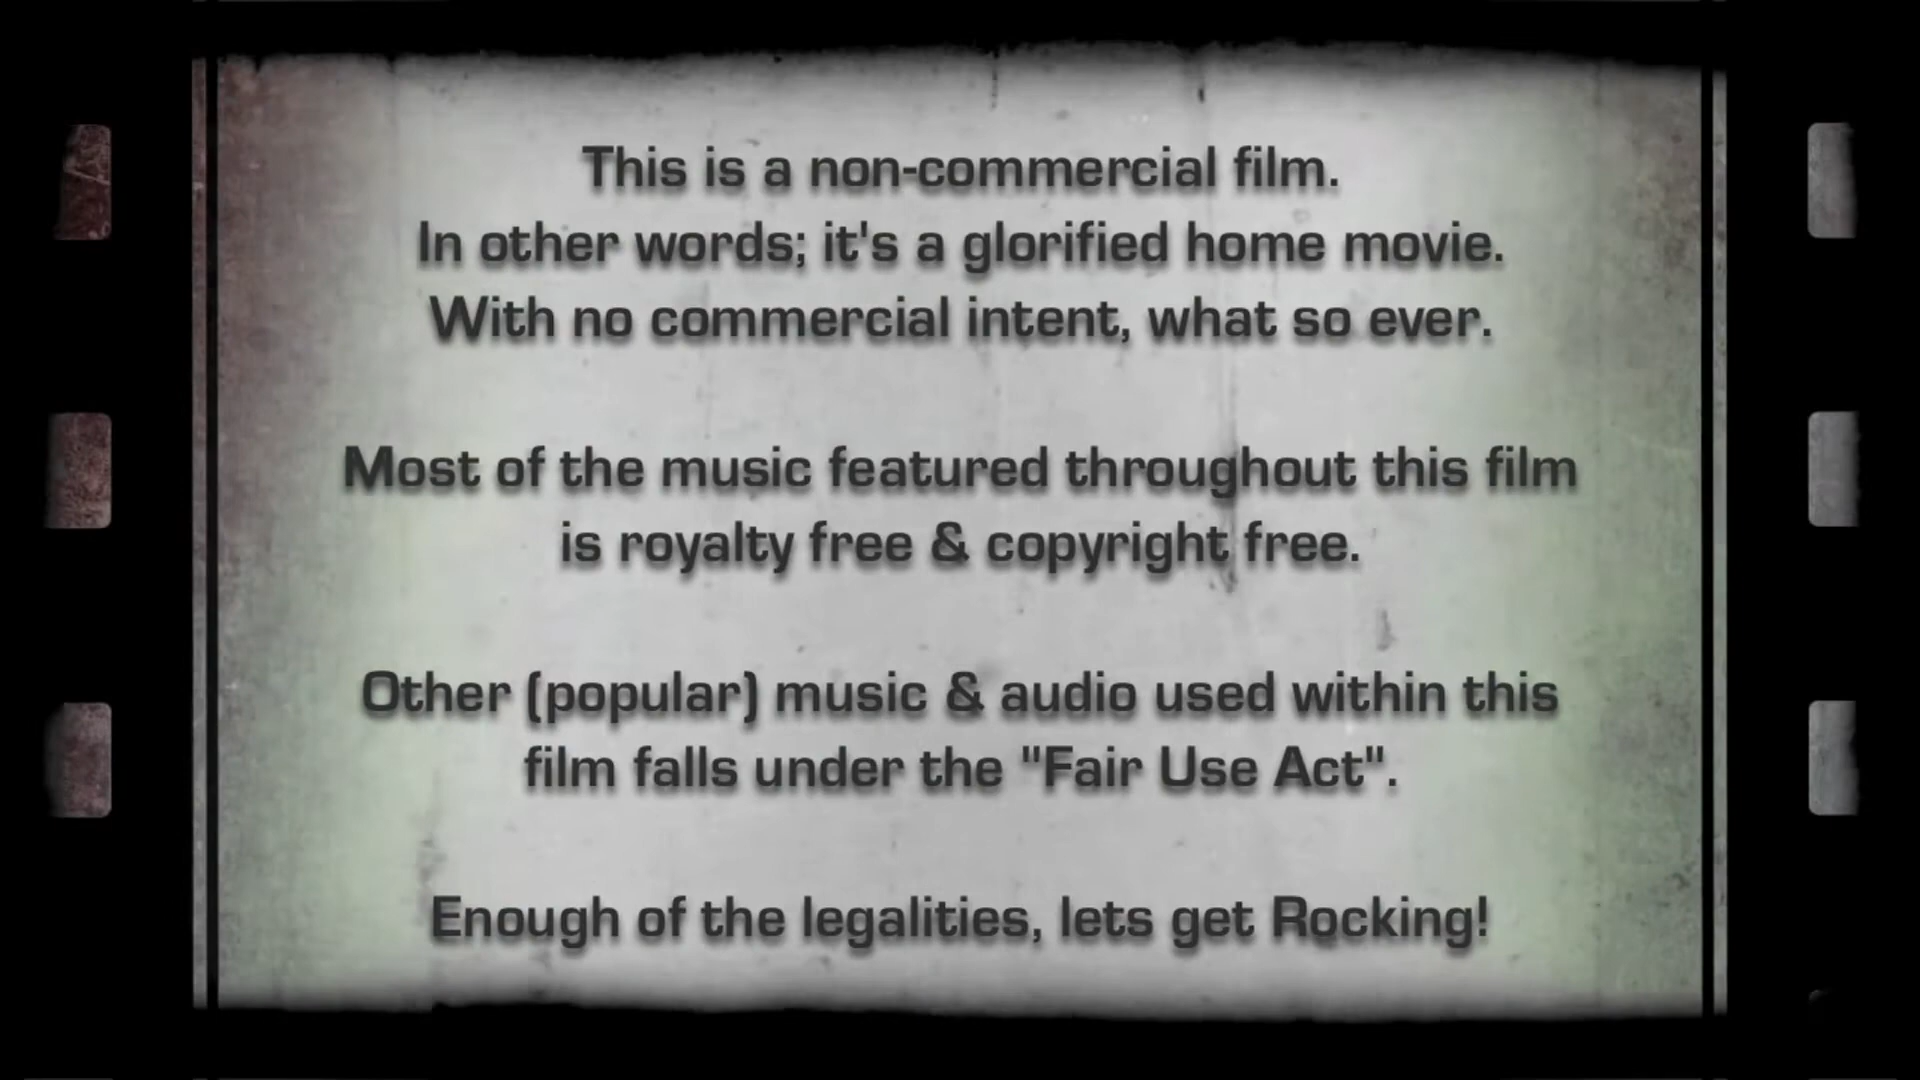 This is a non-commercial film.
In other words; it's a glorified home movie.
With no commercial intent, what so ever.
Most of the music featured throughout this film
is royalty free & copyright free.
Other (popular) music & audio used within this
film falls under the "Fair Use Act".
Enough of the legalities, lets get Rocking!